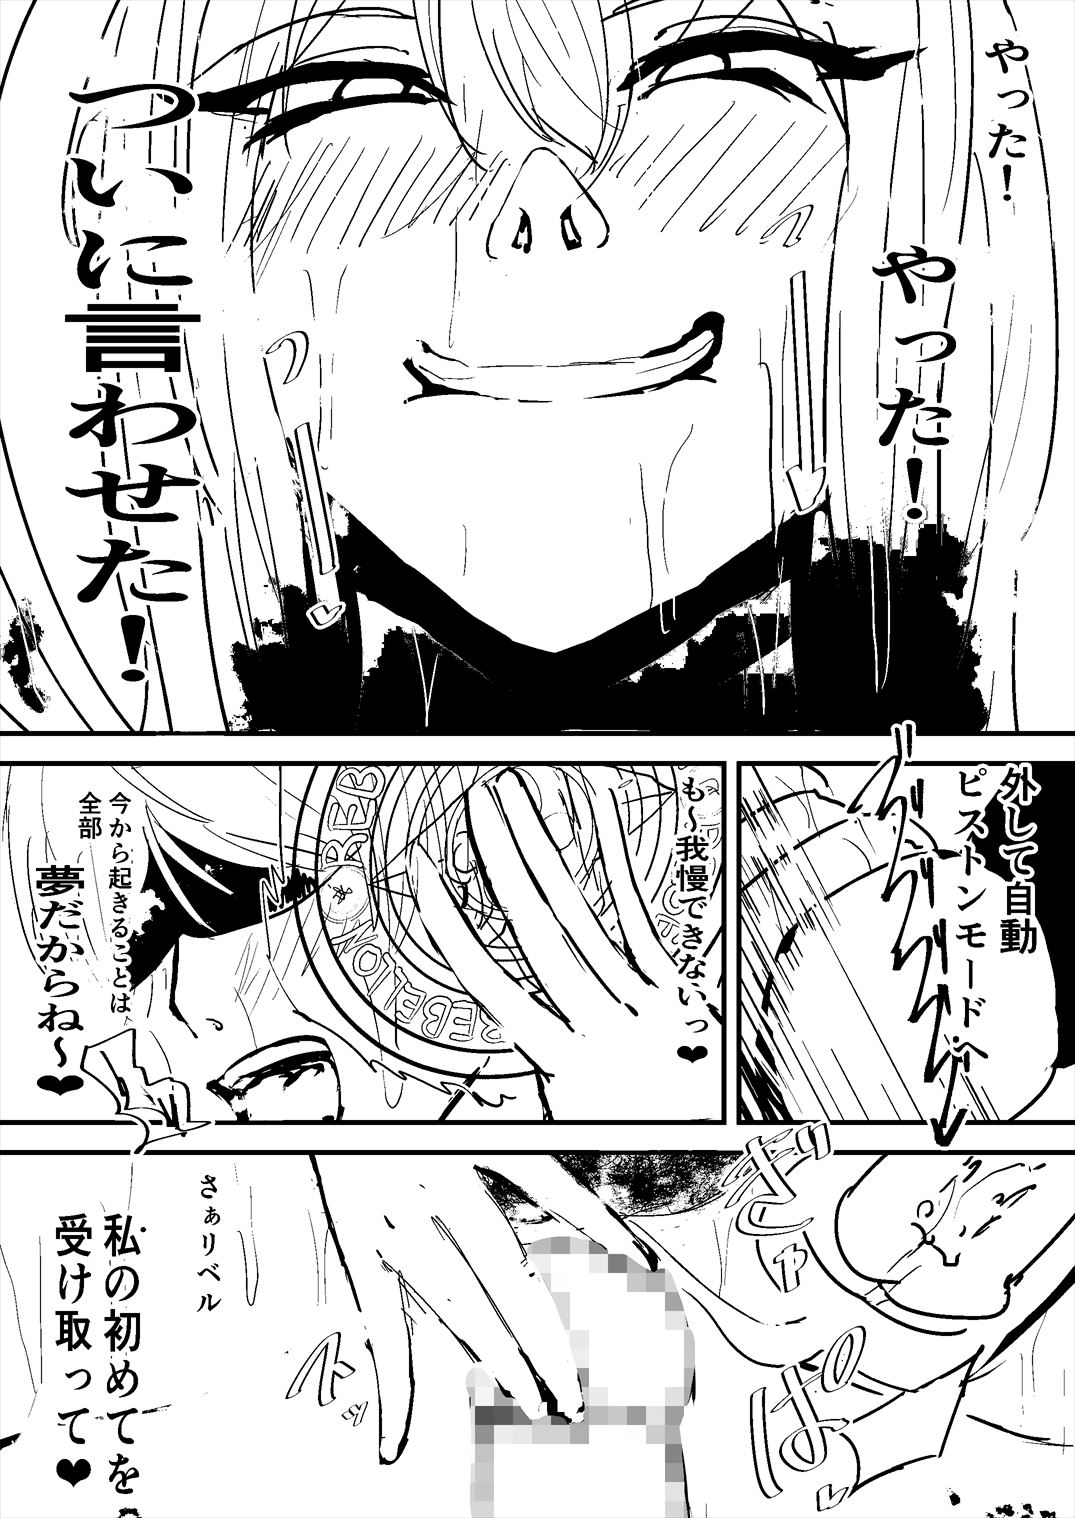 やった！
やった！
ついに言わせた！
外して自動
ピストンモードへ
も～我慢できないっ♥
REBELLION
REB
今から起きることは
全部
夢だからね～♥
さぁリベル
私の初めてを
受け取って♥